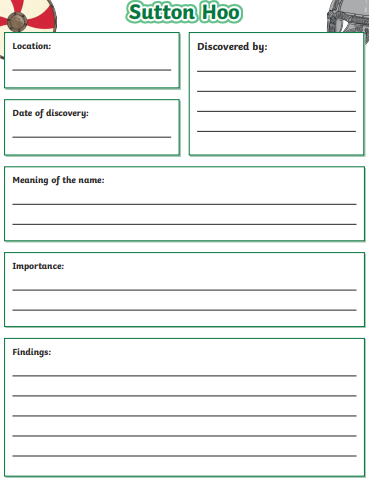 Sutton Hoo
Location:
Discovered by:
Date of discovery:
Meaning of the name:
Importance:
Findings: